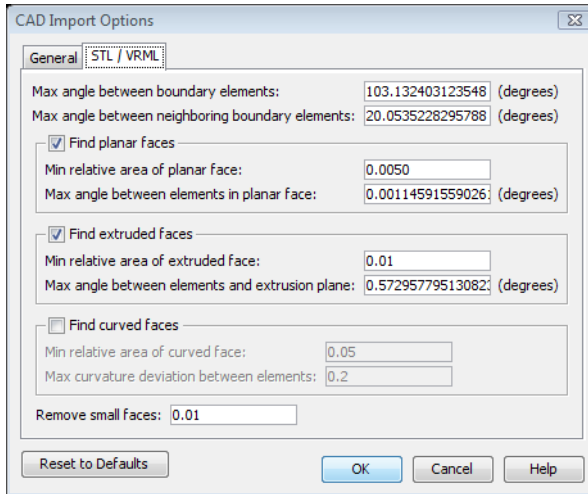 CAD Import Options
General STL / VRML
Max angle between boundary elements: 103.132403123548 (degrees)
Max angle between neighboring boundary elements: 20.0535228295788 (degrees)
Find planar faces
Min relative area of planar face: 0.0050
Max angle between elements in planar face: 0.001145915590261 (degrees)
Find extruded faces
Min relative area of extruded face: 0.01
Max angle between elements and extrusion plane: 0.572957795130823 (degrees)
Find curved faces
Min relative area of curved face: 0.05
Max curvature deviation between elements: 0.2
Remove small faces: 0.01
Reset to Defaults OK Cancel Help